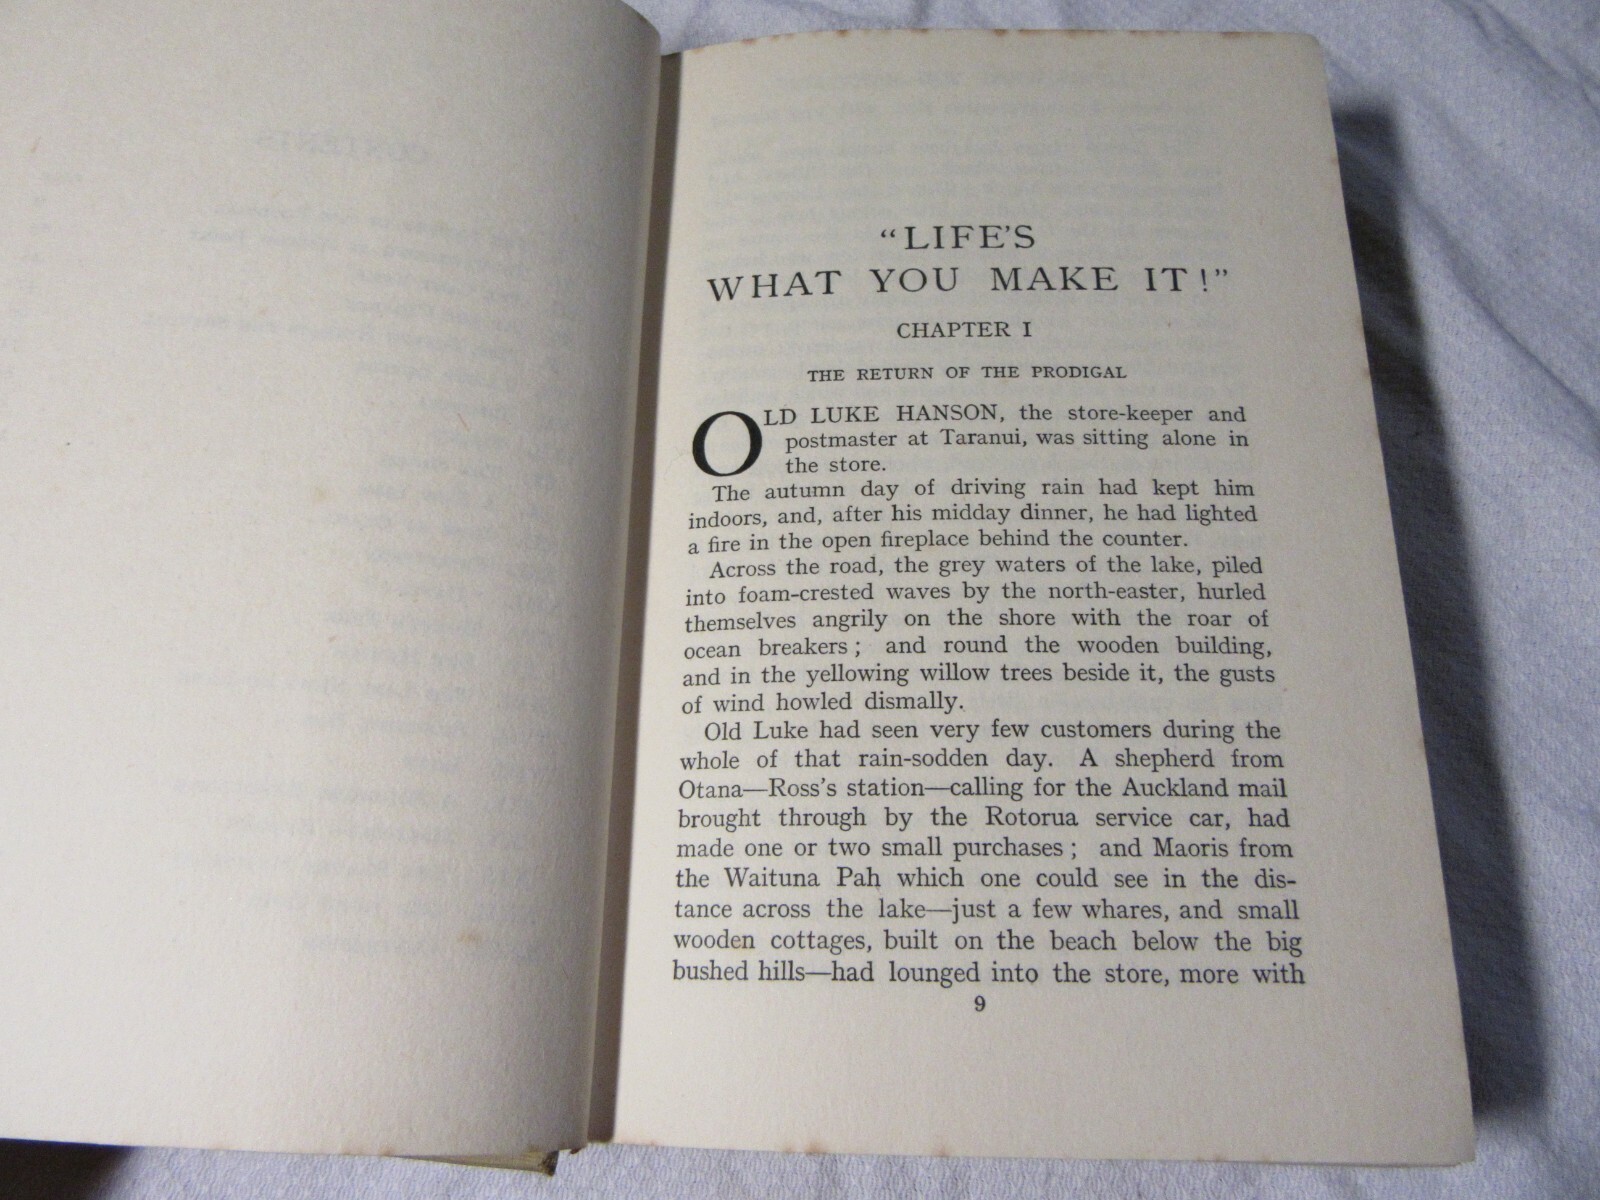 "LIFE'S
WHAT YOU MAKE IT!"
CHAPTER I
THE RETURN OF THE PRODIGAL
OLD LUKE HANSON, the store-keeper and
postmaster at Taranui, was sitting alone in
the store.
The autumn day of driving rain had kept him
indoors, and, after his midday dinner, he had lighted
a fire in the open fireplace behind the counter.
Across the road, the grey waters of the lake, piled
into foam-crested waves by the north-easter, hurled
themselves angrily on the shore with the roar of
ocean breakers; and round the wooden building,
and in the yellowing willow trees beside it, the gusts
of wind howled dismally.
Old Luke had seen very few customers during the
whole of that rain-sodden day. A shepherd from
Otana—Ross's station—calling for the Auckland mail
brought through by the Rotorua service car, had
made one or two small purchases; and Maoris from
the Waituna Pah which one could see in the dis-
tance across the lake—just a few whares, and small
wooden cottages, built on the beach below the big
bushed hills—had lounged into the store, more with
9